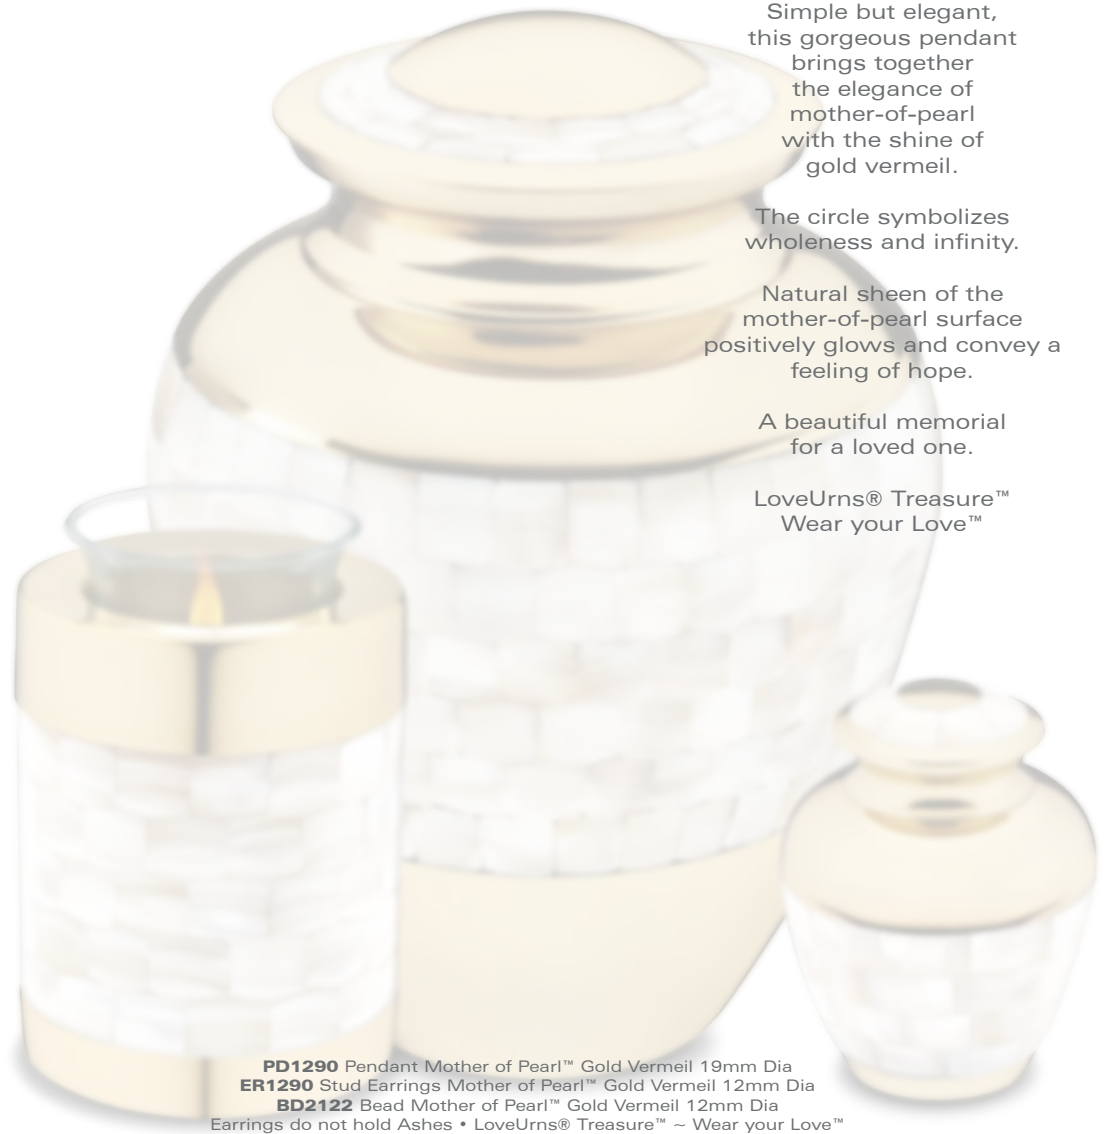 Simple but elegant,
this gorgeous pendant
brings together
the elegance of
mother-of-pearl
with the shine of
gold vermeil.
The circle symbolizes
wholeness and infinity.
Natural sheen of the
mother-of-pearl surface
positively glows and convey a
feeling of hope.
A beautiful memorial
for a loved one.
LoveUrns® Treasure™
Wear your Love™
PD1290 Pendant Mother of Pearl™ Gold Vermeil 19mm Dia
ER1290 Stud Earrings Mother of Pearl™ Gold Vermeil 12mm Dia
BD2122 Bead Mother of Pearl™ Gold Vermeil 12mm Dia
Earrings do not hold Ashes • LoveUrns® Treasure™ ~ Wear your Love™